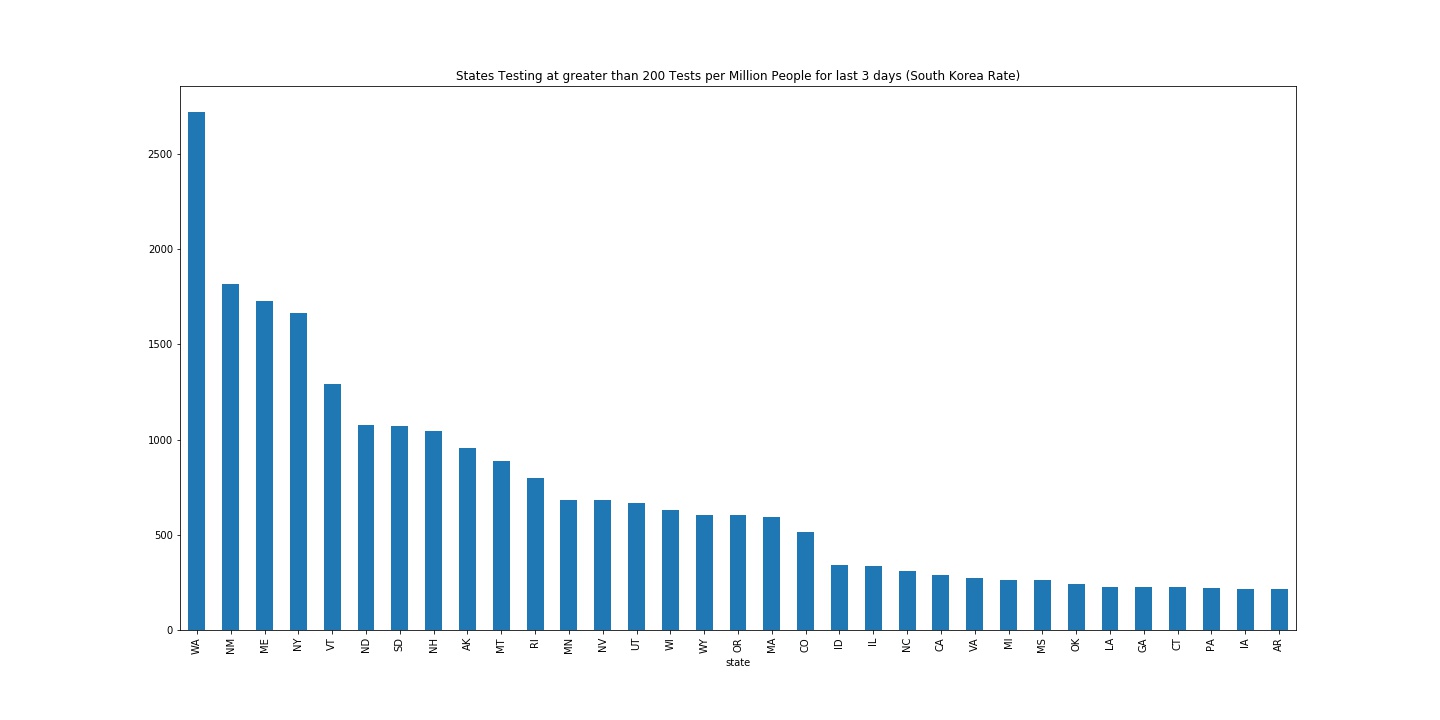 States Testing at greater than 200 Tests per Million People for last 3 days (South Korea Rate)
2500
2000
1500
1000
500
0
WA NM ME NY VT ND SD NH AK MT RI MN NV UT WI WY OR MA CO ID IL NC CA VA MI MS OK LA GA CT PA IA AR
state